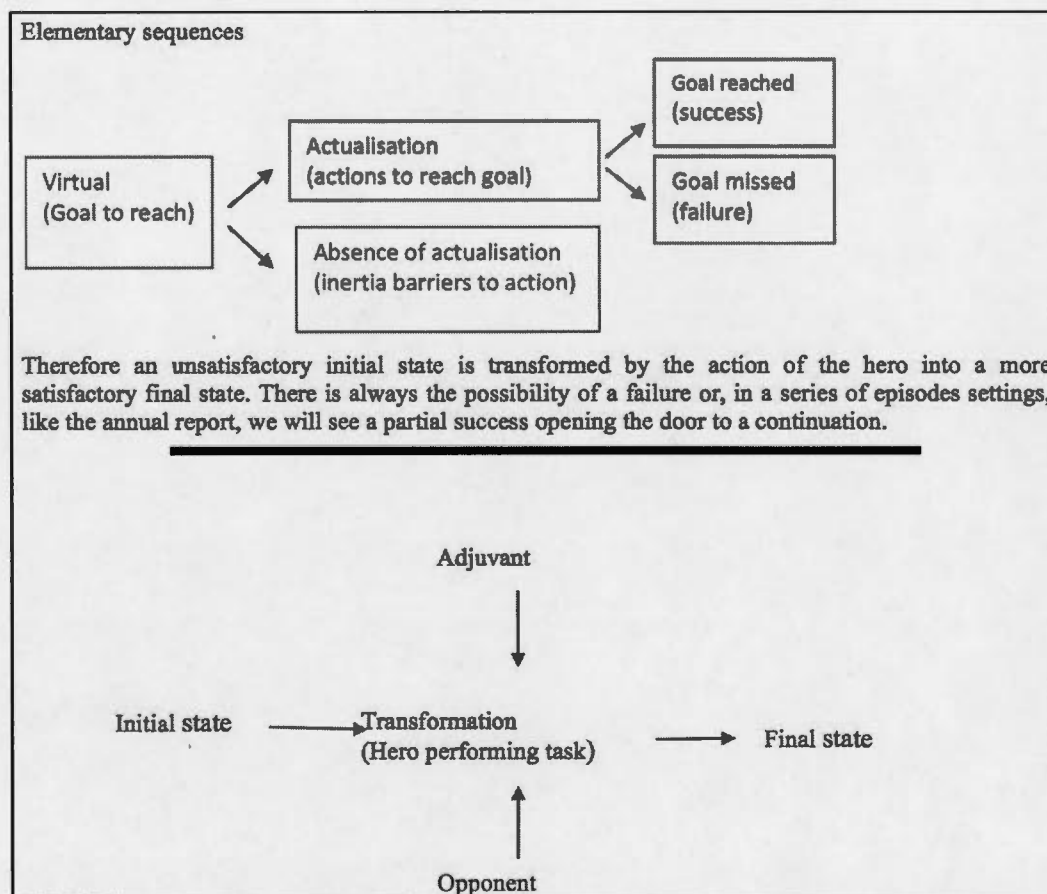 Elementary sequences
Goal reached
(success)
Actualisation
(actions to reach goal)
Virtual
(Goal to reach)
Goal missed
(failure)
Absence of actualisation
(inertia barriers to action)
Therefore an unsatisfactory initial state is transformed by the action of the hero into a more
satisfactory final state. There is always the possibility of a failure or, in a series of episodes settings,
like the annual report, we will see a partial success opening the door to a continuation.
Adjuvant
Initial state
Transformation
(Hero performing task)
Final state
Opponent